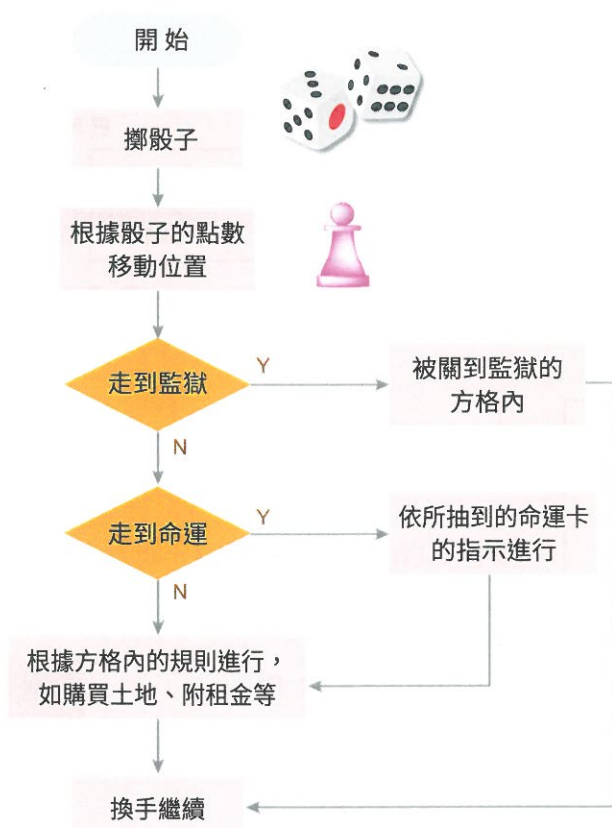 開始
擲骰子
根據骰子的點數
移動位置
走到監獄
Y
被關到監獄的
方格內
N
走到命運
Y
依所抽到的命運卡
的指示進行
N
根據方格內的規則進行，
如購買土地、附租金等
換手繼續